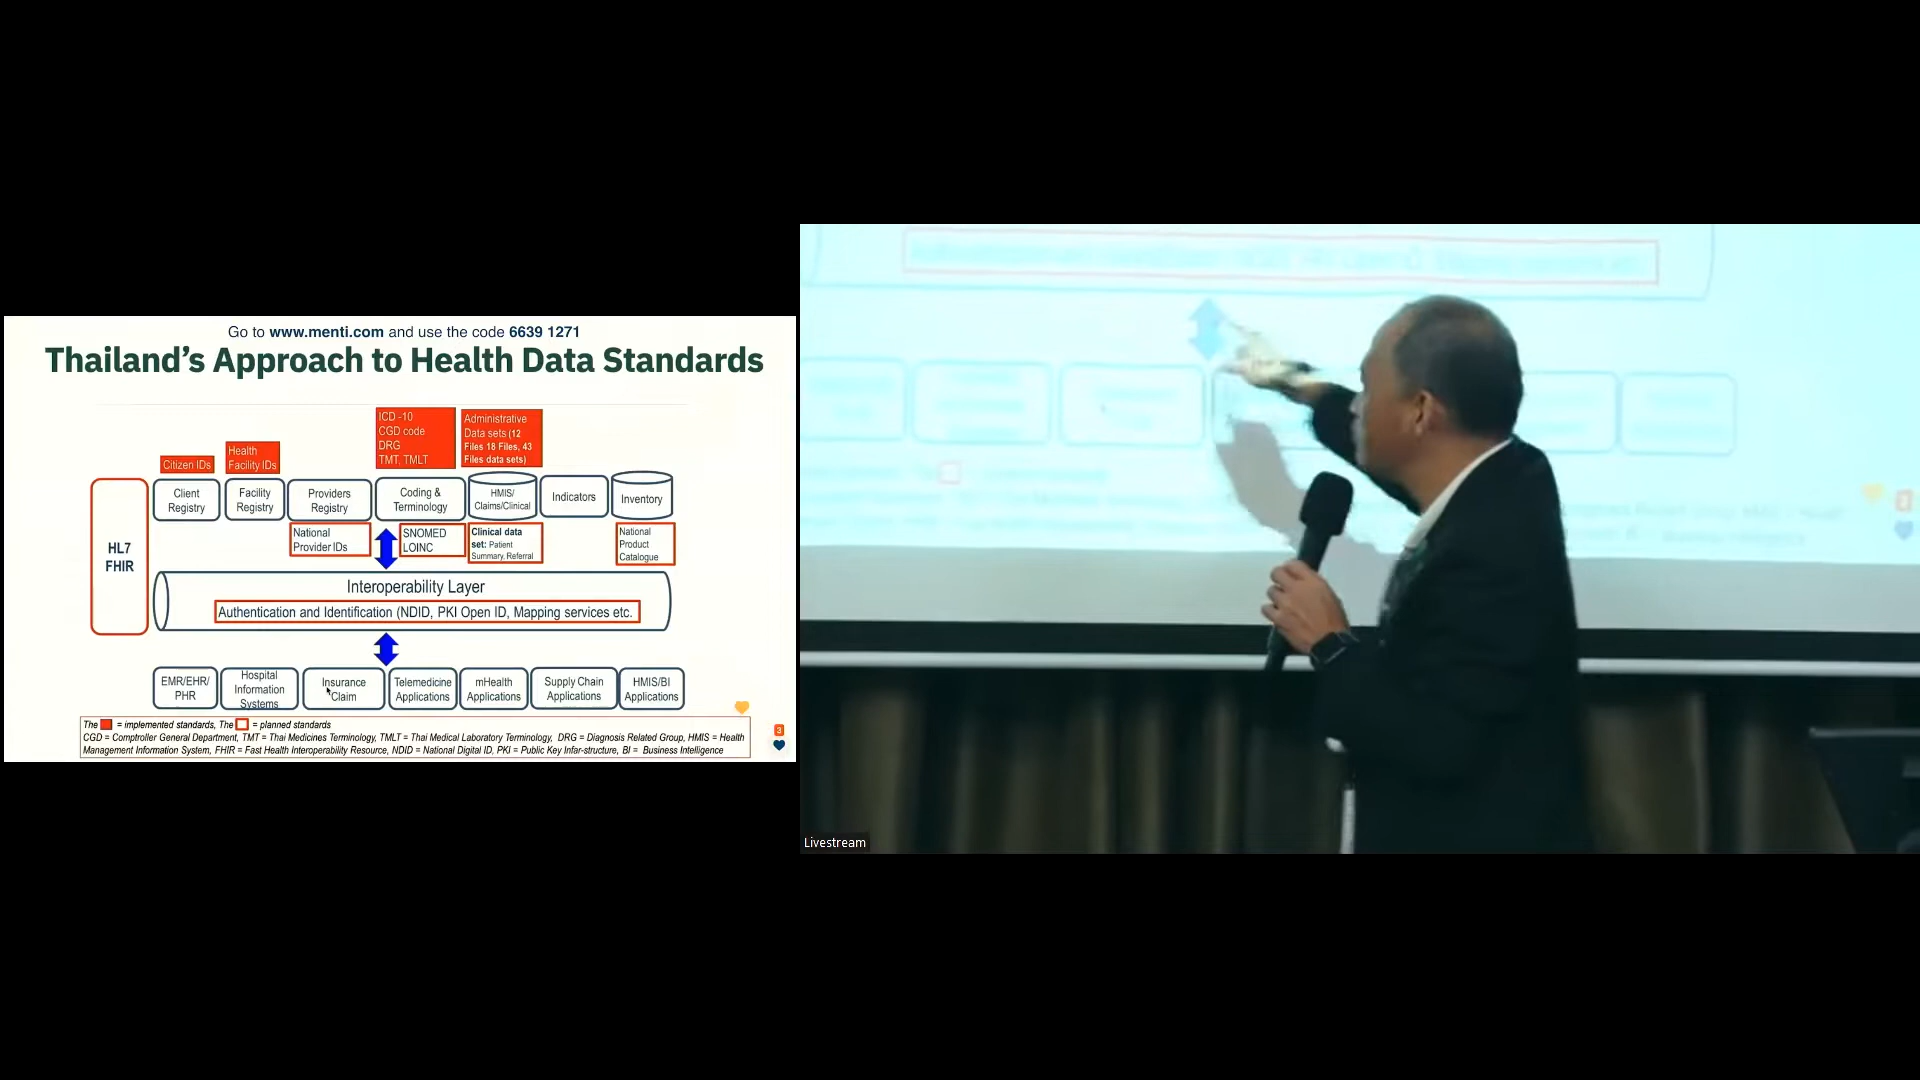 Go to www.menti.com and use the code 6639 1271
Thailand's Approach to Health Data Standards
Citizen IDs
Health
Facility IDs
ICD -10
CGD code
DRG
TMT, TMLT
Administrative
Data sets (12
Files 18 Files, 43
Files data sets)
HL7
FHIR
Client
Registry
Facility
Registry
Providers
Registry
Coding &
Terminology
HMIS/
Claims/Clinical
Indicators
Inventory
National
Provider IDs
SNOMED
LOINC
Clinical data
set: Patient
Summary, Referral
National
Product
Catalogue
Interoperability Layer
Authentication and Identification (NDID, PKI Open ID, Mapping services etc.
EMR/EHR/
PHR
Hospital
Information
Systems
Insurance
Claim
Telemedicine
Applications
mHealth
Applications
Supply Chain
Applications
HMIS/BI
Applications
The = implemented standards, The = planned standards
CGD = Comptroller General Department, TMT = Thai Medicines Terminology, TMLT = Thai Medical Laboratory Terminology, DRG = Diagnosis Related Group, HMIS = Health
Management Information System, FHIR = Fast Health Interoperability Resource, NDID = National Digital ID, PKI = Public Key Infar-structure, BI = Business Intelligence
3
Livestream